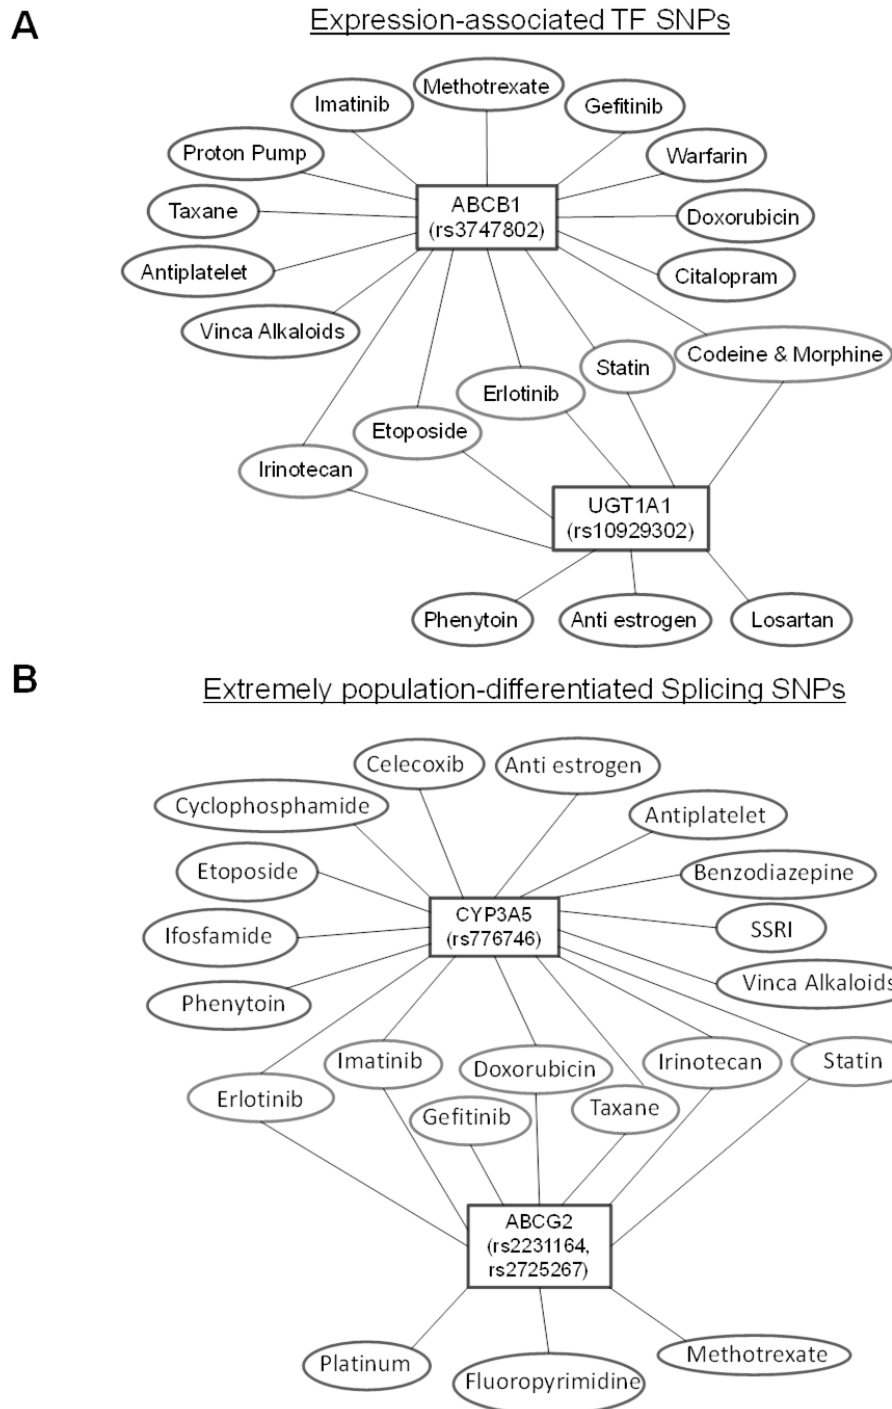 A
Expression-associated TF SNPs
Methotrexate
Imatinib
Gefitinib
Proton Pump
Warfarin
Taxane
ABCB1
(rs3747802)
Doxorubicin
Antiplatelet
Citalopram
Vinca Alkaloids
Codeine & Morphine
Statin
Erlotinib
Etoposide
Irinotecan
UGT1A1
(rs10929302)
Phenytoin
Anti estrogen
Losartan
B
Extremely population-differentiated Splicing SNPs
Celecoxib
Anti estrogen
Cyclophosphamide
Antiplatelet
Etoposide
Benzodiazepine
CYP3A5
(rs776746)
SSRI
Ifosfamide
Vinca Alkaloids
Phenytoin
Imatinib
Doxorubicin
Irinotecan
Statin
Erlotinib
Gefitinib
Taxane
ABCG2
(rs2231164,
rs2725267)
Platinum
Fluoropyrimidine
Methotrexate